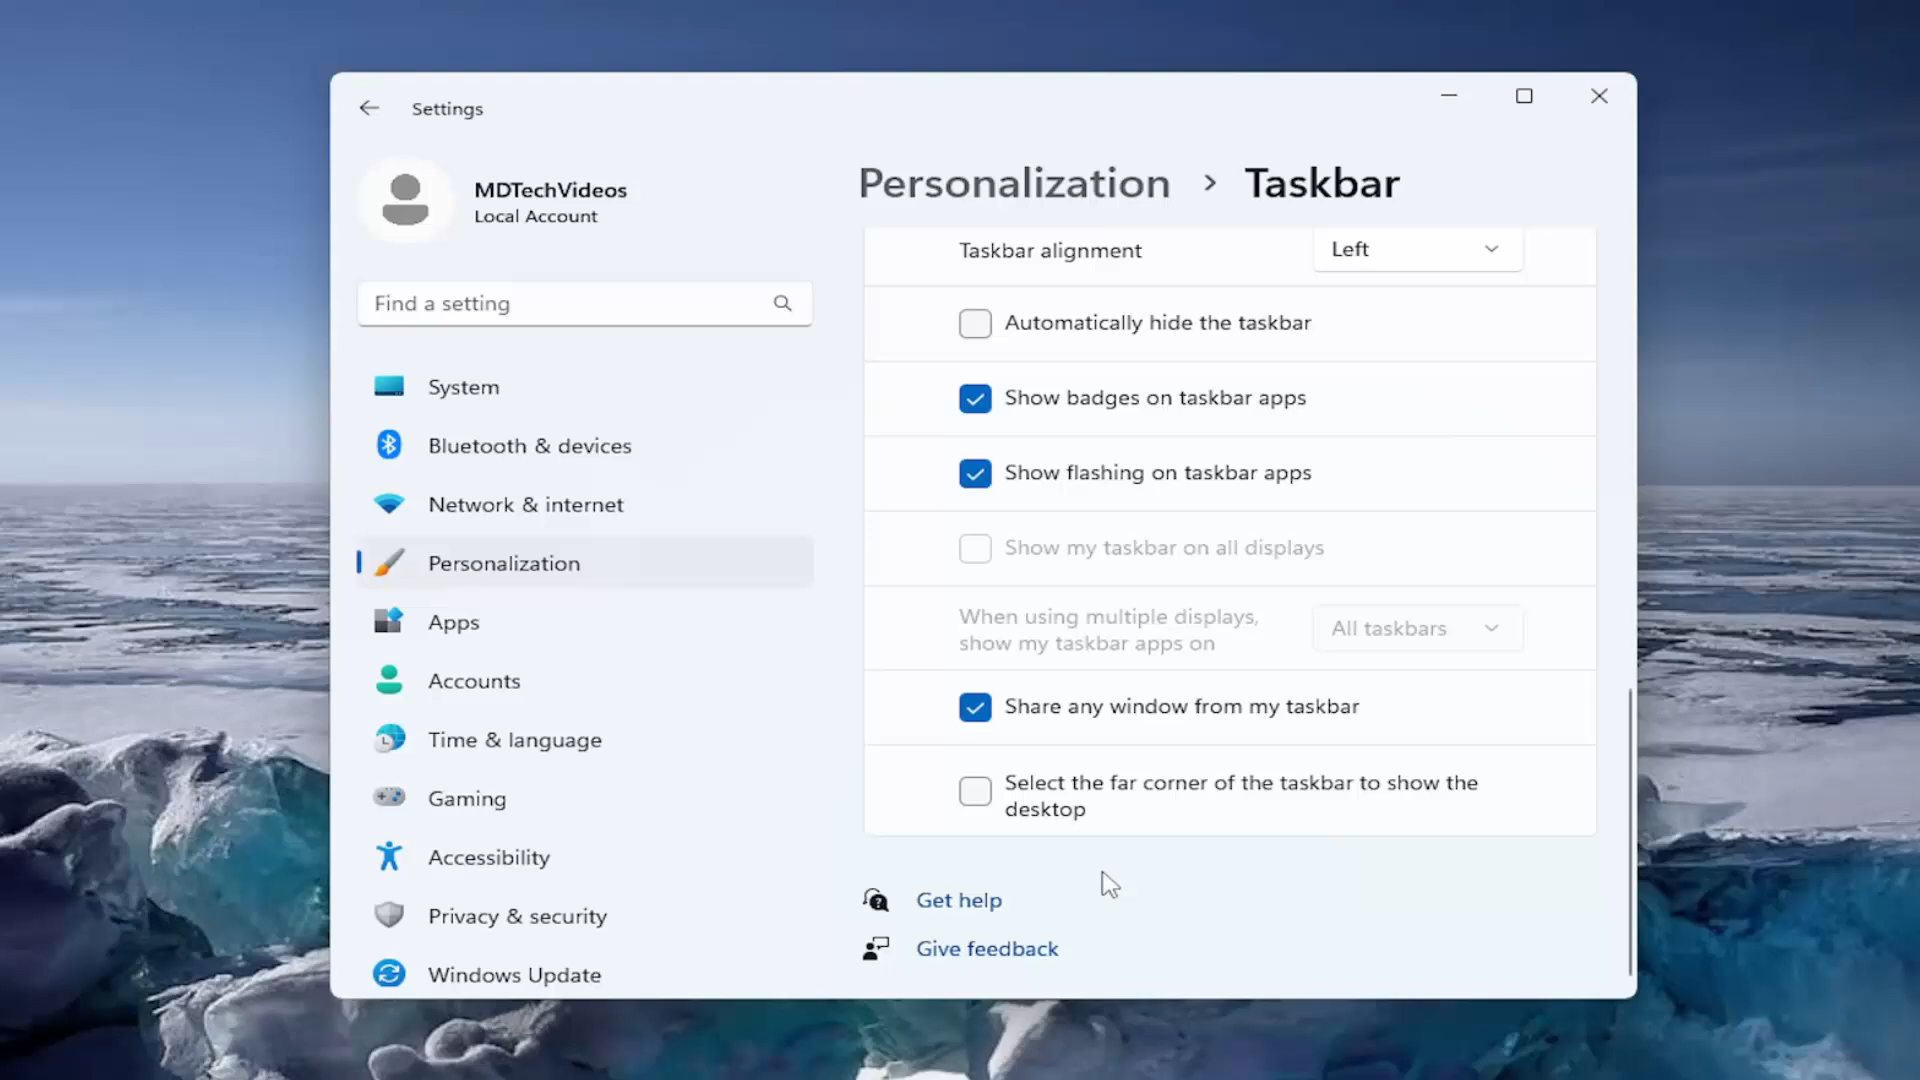 Settings
MDTechVideos
Local Account
Find a setting
System
Bluetooth & devices
Network & internet
Personalization
Apps
Accounts
Time & language
Gaming
Accessibility
Privacy & security
Windows Update
Personalization > Taskbar
Taskbar alignment
Left
Automatically hide the taskbar
Show badges on taskbar apps
Show flashing on taskbar apps
Show my taskbar on all displays
When using multiple displays,
show my taskbar apps on
All taskbars
Share any window from my taskbar
Select the far corner of the taskbar to show the
desktop
Get help
Give feedback